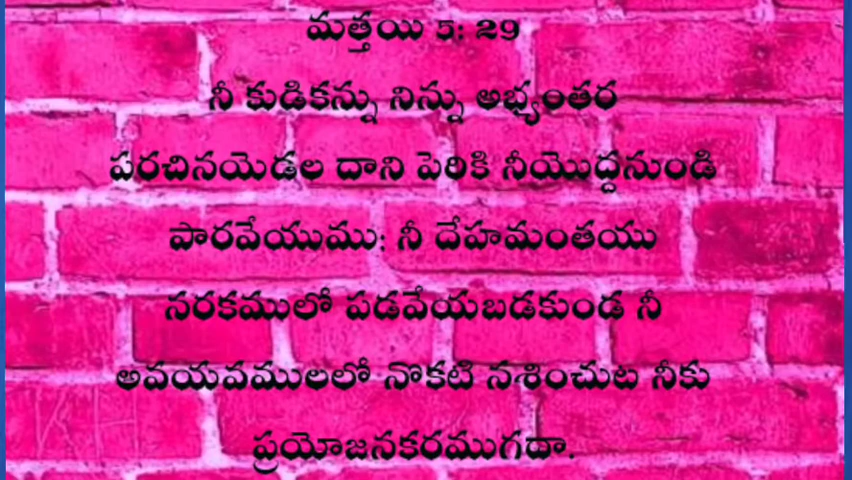 మత్తయి 5: 29
నీ కుడికన్ను నిన్ను అభ్యంతర
పరచినయెడల దాని పెరికి నీయొద్దనుండి
పారవేయుము; నీ దేహమంతయు
నరకములో పడవేయబడకుండ నీ
అవయవములలో నొకటి నశించుట నీకు
ప్రయోజనకరముగదా.